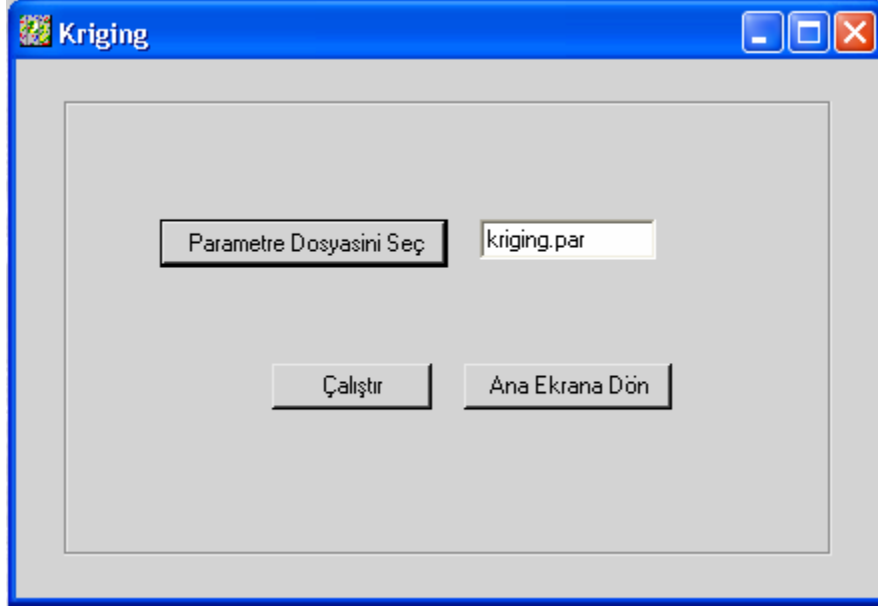 Kriging
Parametre Dosyasini Seç kriging.par
Çalıştır Ana Ekrana Dön